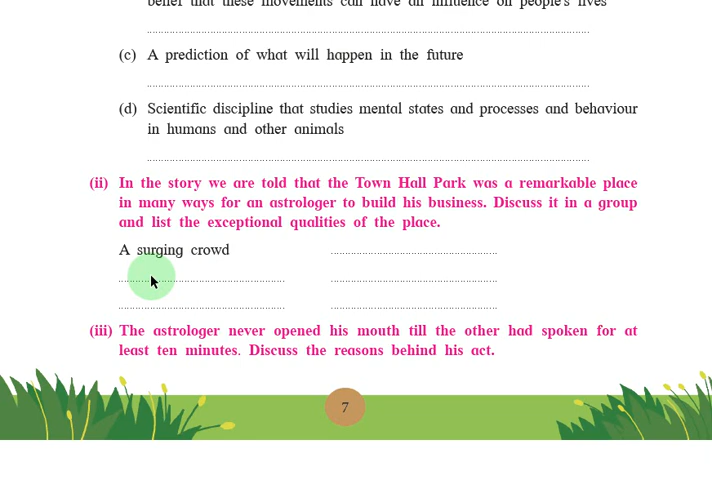 belief that these movements can have an influence on people's lives
(c) A prediction of what will happen in the future
(d) Scientific discipline that studies mental states and processes and behaviour
in humans and other animals
(ii) In the story we are told that the Town Hall Park was a remarkable place
in many ways for an astrologer to build his business. Discuss it in a group
and list the exceptional qualities of the place.
A surging crowd
(iii) The astrologer never opened his mouth till the other had spoken for at
least ten minutes. Discuss the reasons behind his act.
7